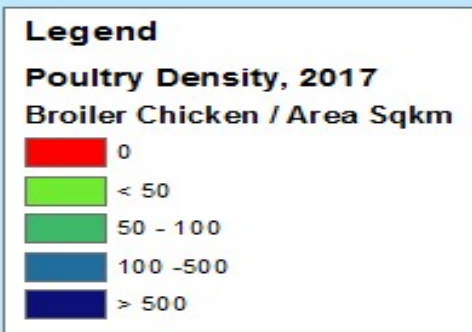 Legend
Poultry Density, 2017
Broiler Chicken / Area Sqkm
0
< 50
50 - 100
100 -500
> 500